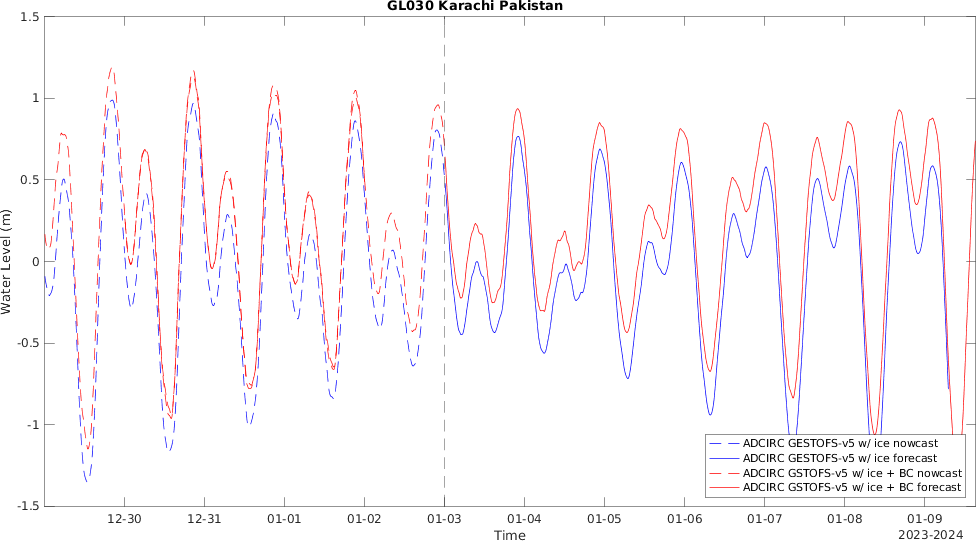 GL030 Karachi Pakistan
1.5
1
0.5
0
-0.5
-1
-1.5
Water Level (m)
12-30 12-31 01-01 01-02 01-03 01-04 01-05 01-06 01-07 01-08 01-09
Time
2023-2024
ADCIRC GESTOFS-v5 w/ ice nowcast
ADCIRC GESTOFS-v5 w/ ice forecast
ADCIRC GSTOFS-v5 w/ ice + BC nowcast
ADCIRC GSTOFS-v5 w/ ice + BC forecast